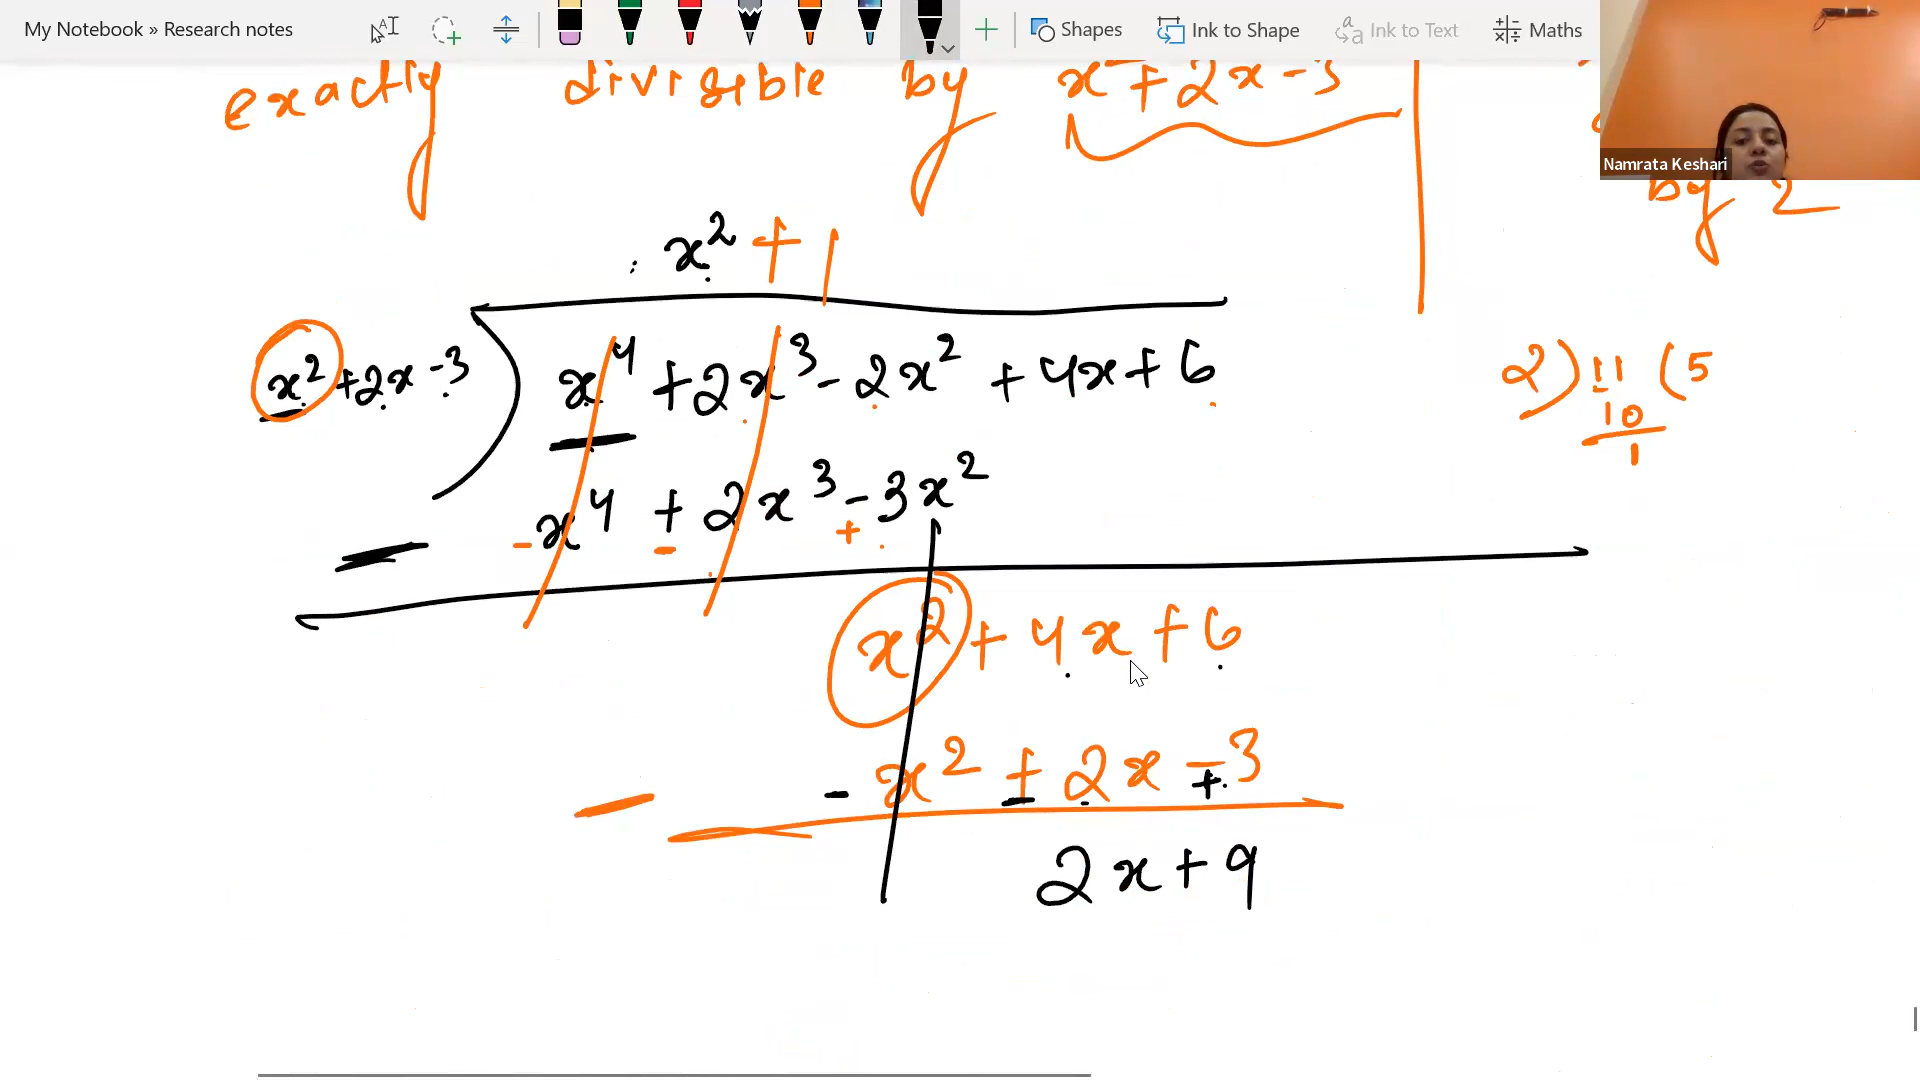 My Notebook » Research notes
Shapes
Ink to Shape
Ink to Text
Maths
Namrata Keshari
exactly divisible by x²+2x-3
by 2
x² + 1
x²+2x-3 ) x⁴ +2x³ - 2x² + 4x + 6
- x⁴ + 2x³ - 3x²
- - +
x² + 4x + 6
- x² + 2x - 3
- - +
2x + 9
2 ) 11 ( 5
10
1